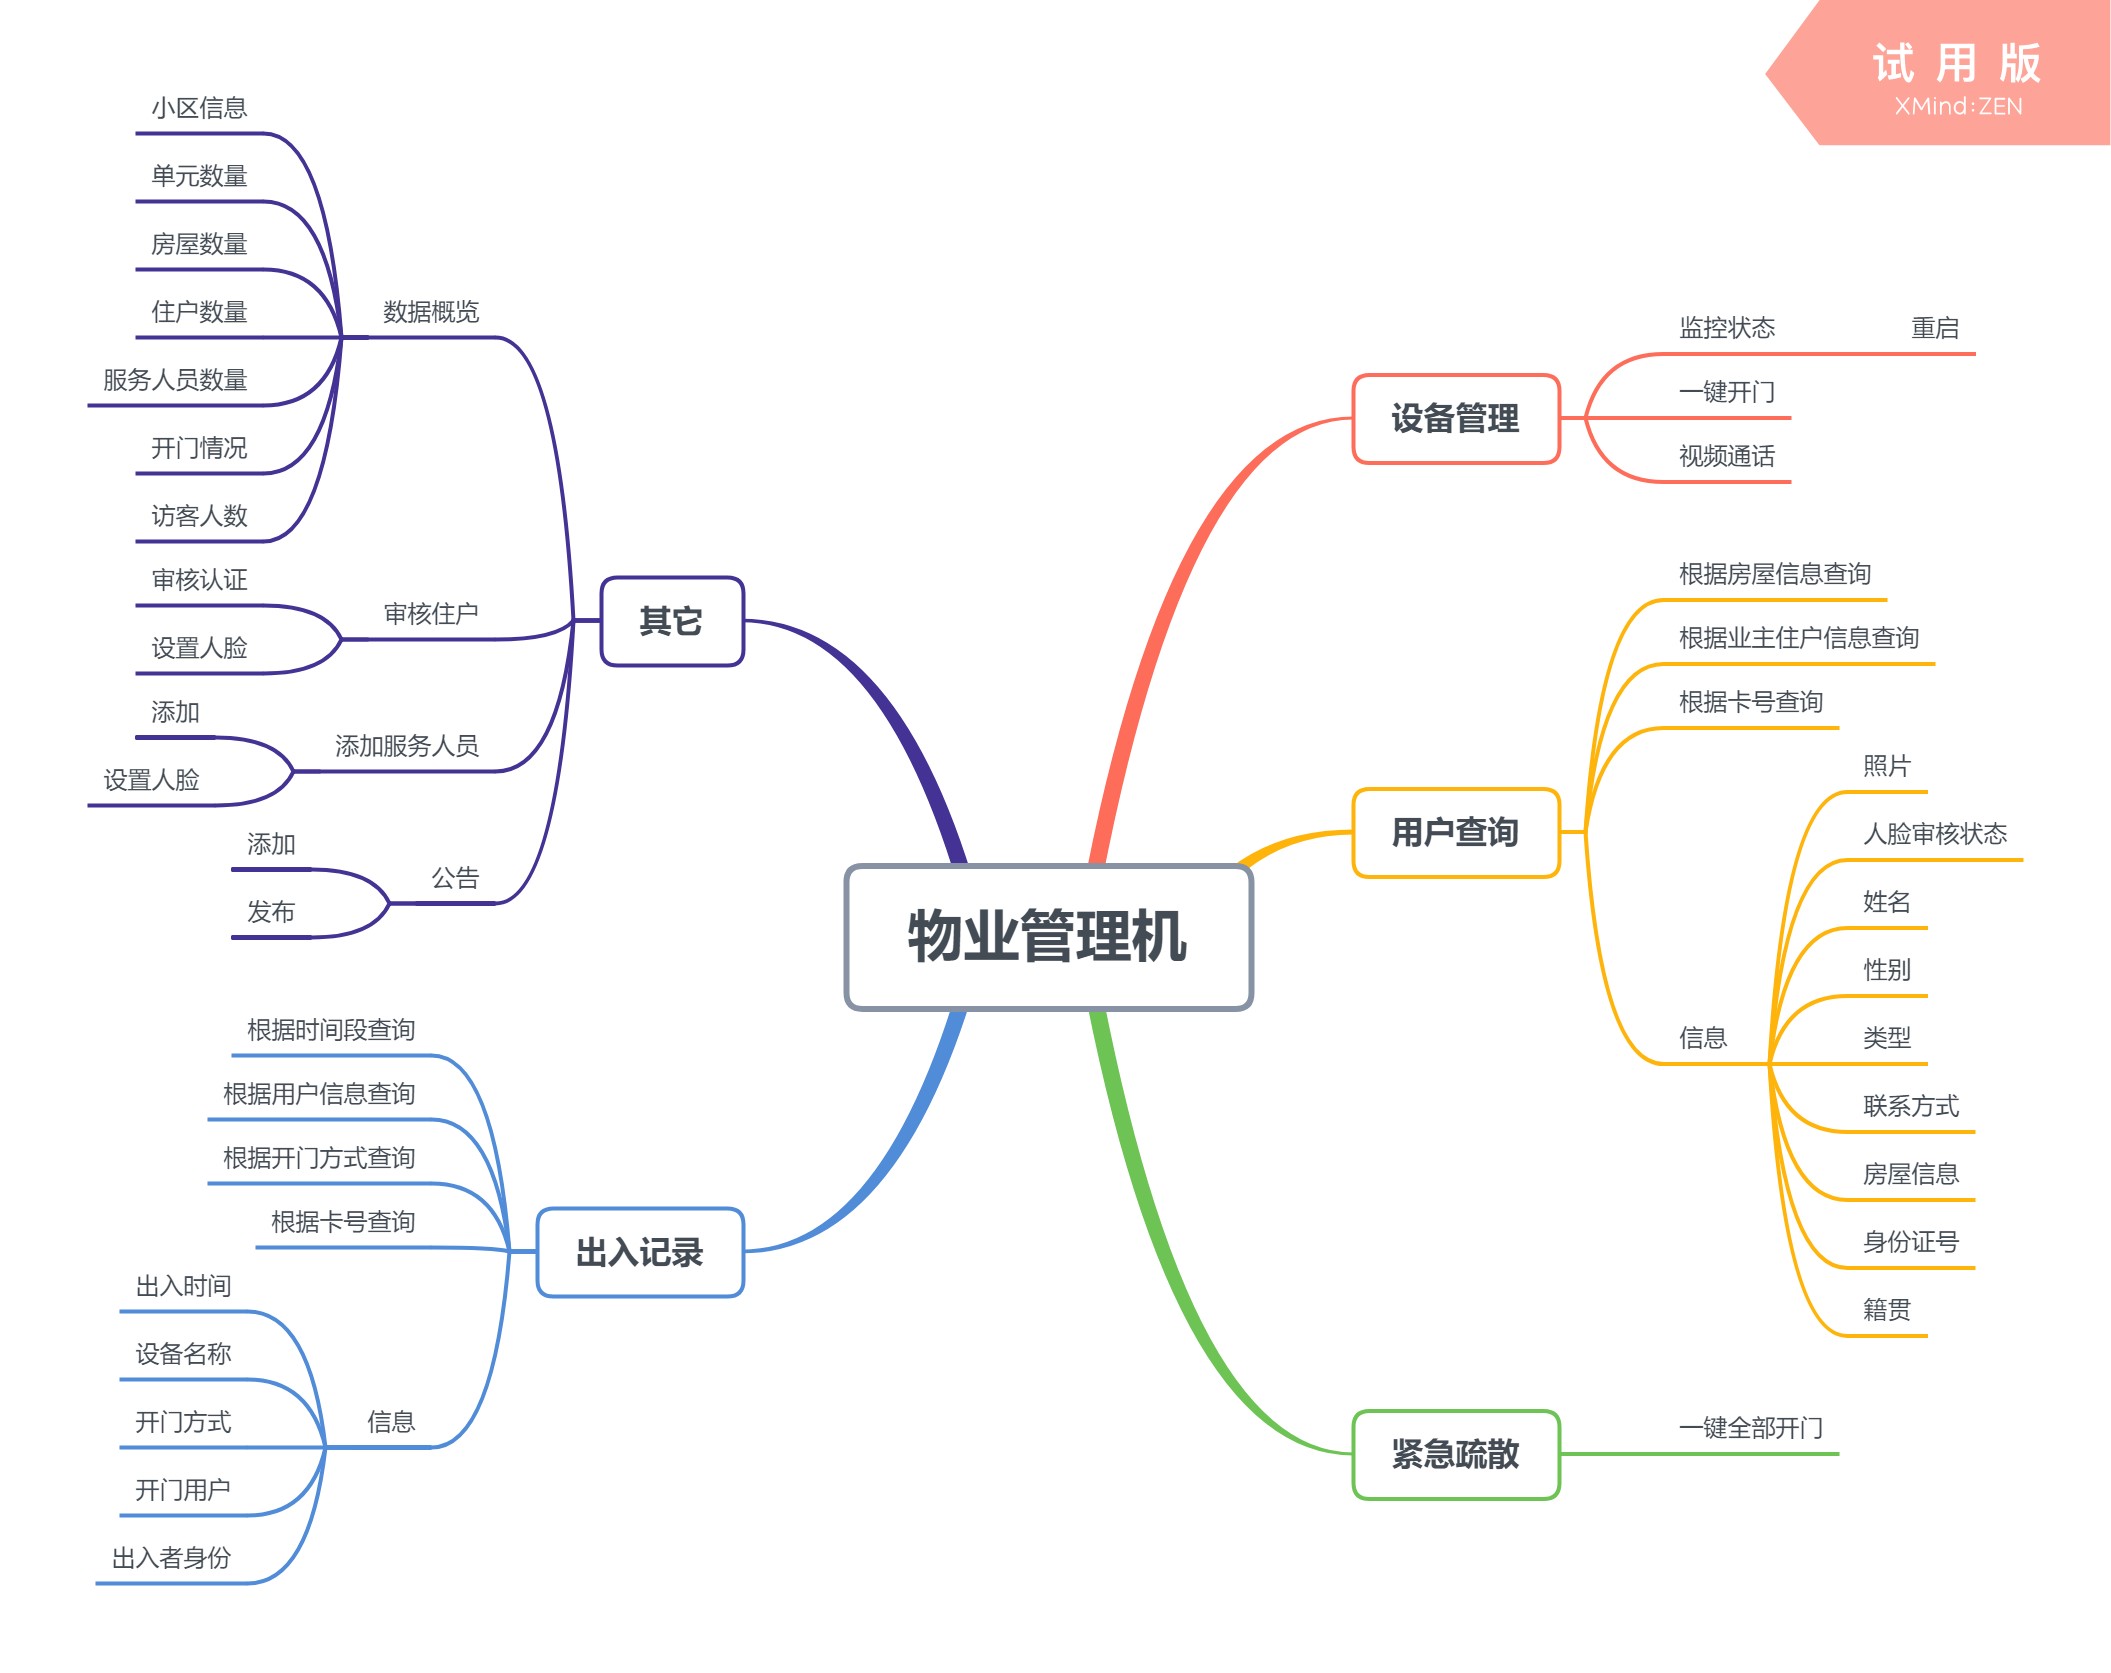 试用版
XMind:ZEN
物业管理机
设备管理
监控状态
重启
一键开门
视频通话
用户查询
根据房屋信息查询
根据业主住户信息查询
根据卡号查询
信息
照片
人脸审核状态
姓名
性别
类型
联系方式
房屋信息
身份证号
籍贯
紧急疏散
一键全部开门
出入记录
根据时间段查询
根据用户信息查询
根据开门方式查询
根据卡号查询
信息
出入时间
设备名称
开门方式
开门用户
出入者身份
其它
数据概览
小区信息
单元数量
房屋数量
住户数量
服务人员数量
开门情况
访客人数
审核住户
审核认证
设置人脸
添加服务人员
添加
设置人脸
公告
添加
发布